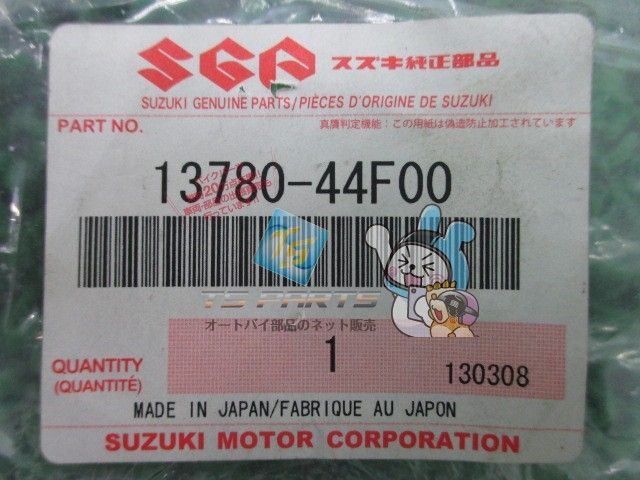 SGP スズキ純正部品
SUZUKI GENUINE PARTS/PIÈCES D'ORIGINE DE SUZUKI
PART NO.
真贋判定機能：この用紙は偽造防止加工されています
13780-44F00
TS
TS PARTS
オートバイ部品のネット販売
QUANTITY
(QUANTITÉ)
1
130308
MADE IN JAPAN/FABRIQUE AU JAPON
SUZUKI MOTOR CORPORATION